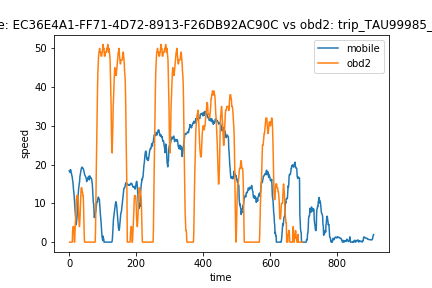 e: EC36E4A1-FF71-4D72-8913-F26DB92AC90C vs obd2: trip_TAU99985_
mobile
obd2
50
40
30
20
10
0
speed
0 200 400 600 800
time